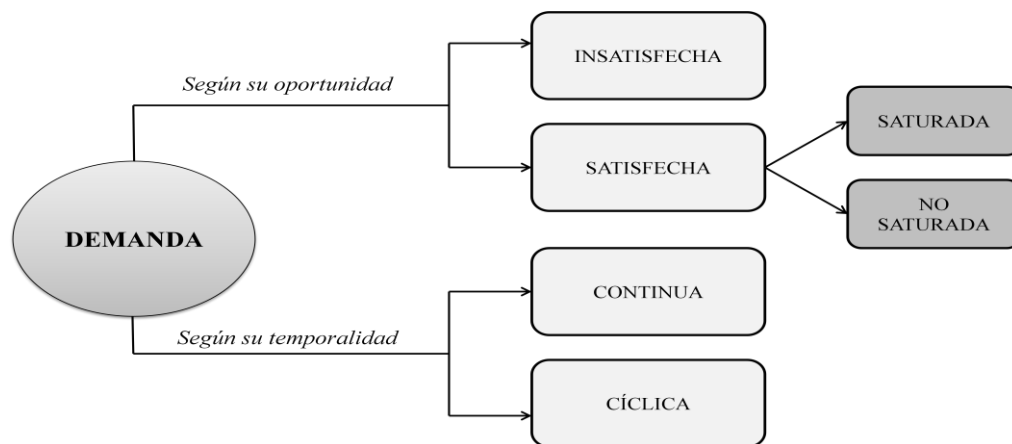 INSATISFECHA
Según su oportunidad
SATURADA
SATISFECHA
NO
SATURADA
DEMANDA
CONTINUA
Según su temporalidad
CÍCLICA